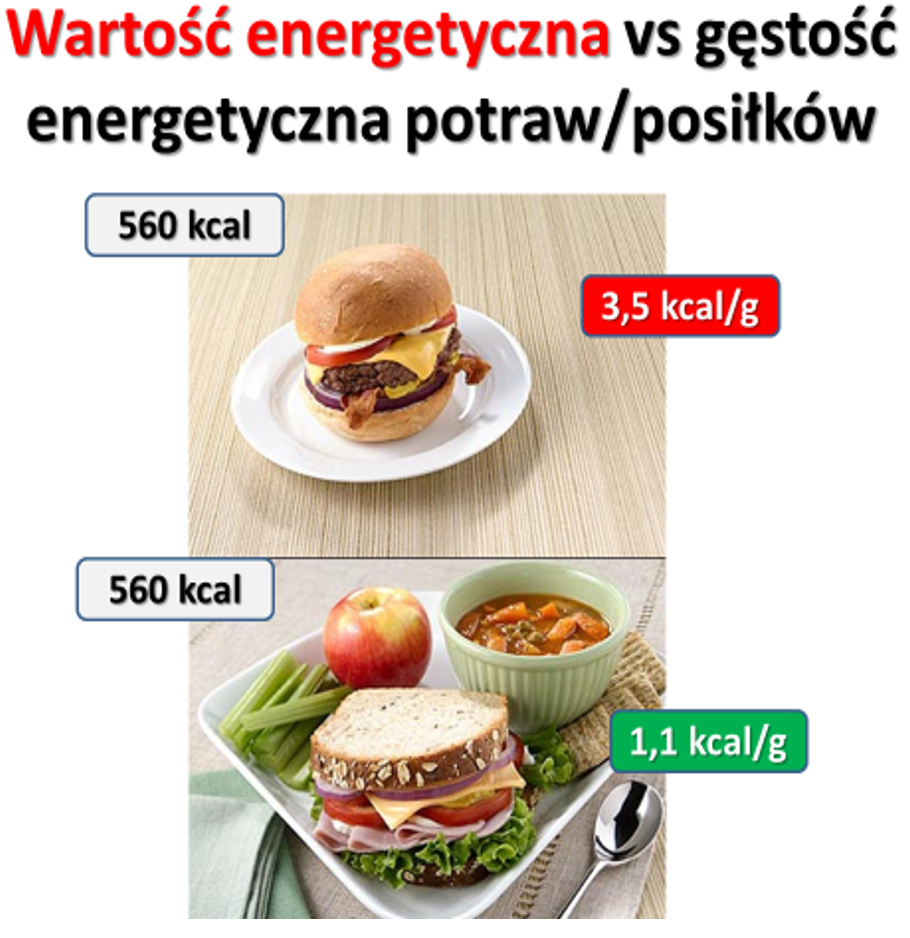 Wartość energetyczna vs gęstość
energetyczna potraw/posiłków
560 kcal
3,5 kcal/g
560 kcal
1,1 kcal/g